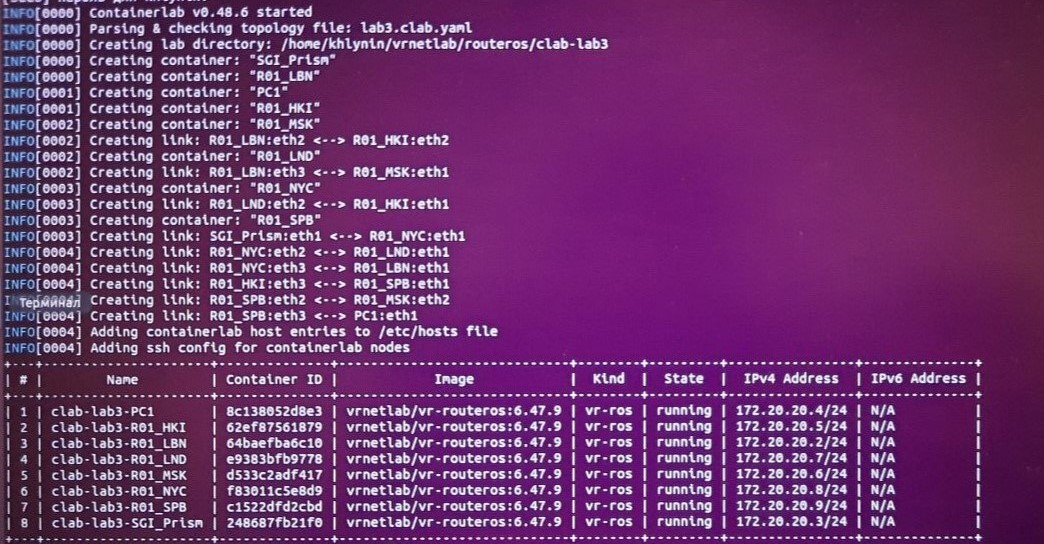 INFO[0000] Containerlab v0.48.6 started
INFO[0000] Parsing & checking topology file: lab3.clab.yaml
INFO[0000] Creating lab directory: /home/khlynin/vrnetlab/routeros/clab-lab3
INFO[0000] Creating container: "SGI_Prism"
INFO[0000] Creating container: "R01_LBN"
INFO[0001] Creating container: "PC1"
INFO[0001] Creating container: "R01_HKI"
INFO[0002] Creating container: "R01_MSK"
INFO[0002] Creating link: R01_LBN:eth2 <--> R01_HKI:eth2
INFO[0002] Creating container: "R01_LND"
INFO[0002] Creating link: R01_LBN:eth3 <--> R01_MSK:eth1
INFO[0003] Creating container: "R01_NYC"
INFO[0003] Creating link: R01_LND:eth2 <--> R01_HKI:eth1
INFO[0003] Creating container: "R01_SPB"
INFO[0003] Creating link: SGI_Prism:eth1 <--> R01_NYC:eth1
INFO[0004] Creating link: R01_NYC:eth2 <--> R01_LND:eth1
INFO[0004] Creating link: R01_NYC:eth3 <--> R01_LBN:eth1
INFO[0004] Creating link: R01_HKI:eth3 <--> R01_SPB:eth1
Терминал Creating link: R01_SPB:eth2 <--> R01_MSK:eth2
INFO[0004] Creating link: R01_SPB:eth3 <--> PC1:eth1
INFO[0004] Adding containerlab host entries to /etc/hosts file
INFO[0004] Adding ssh config for containerlab nodes
| # | Name | Container ID | Image | Kind | State | IPv4 Address | IPv6 Address |
| 1 | clab-lab3-PC1 | 8c138052d8e3 | vrnetlab/vr-routeros:6.47.9 | vr-ros | running | 172.20.20.4/24 | N/A |
| 2 | clab-lab3-R01_HKI | 62ef87561879 | vrnetlab/vr-routeros:6.47.9 | vr-ros | running | 172.20.20.5/24 | N/A |
| 3 | clab-lab3-R01_LBN | 64baefba6c10 | vrnetlab/vr-routeros:6.47.9 | vr-ros | running | 172.20.20.2/24 | N/A |
| 4 | clab-lab3-R01_LND | e9383bfb9778 | vrnetlab/vr-routeros:6.47.9 | vr-ros | running | 172.20.20.7/24 | N/A |
| 5 | clab-lab3-R01_MSK | d533c2adf417 | vrnetlab/vr-routeros:6.47.9 | vr-ros | running | 172.20.20.6/24 | N/A |
| 6 | clab-lab3-R01_NYC | f83011c5e8d9 | vrnetlab/vr-routeros:6.47.9 | vr-ros | running | 172.20.20.8/24 | N/A |
| 7 | clab-lab3-R01_SPB | c1522dfd2cbd | vrnetlab/vr-routeros:6.47.9 | vr-ros | running | 172.20.20.9/24 | N/A |
| 8 | clab-lab3-SGI_Prism | 248687fb21f0 | vrnetlab/vr-routeros:6.47.9 | vr-ros | running | 172.20.20.3/24 | N/A |